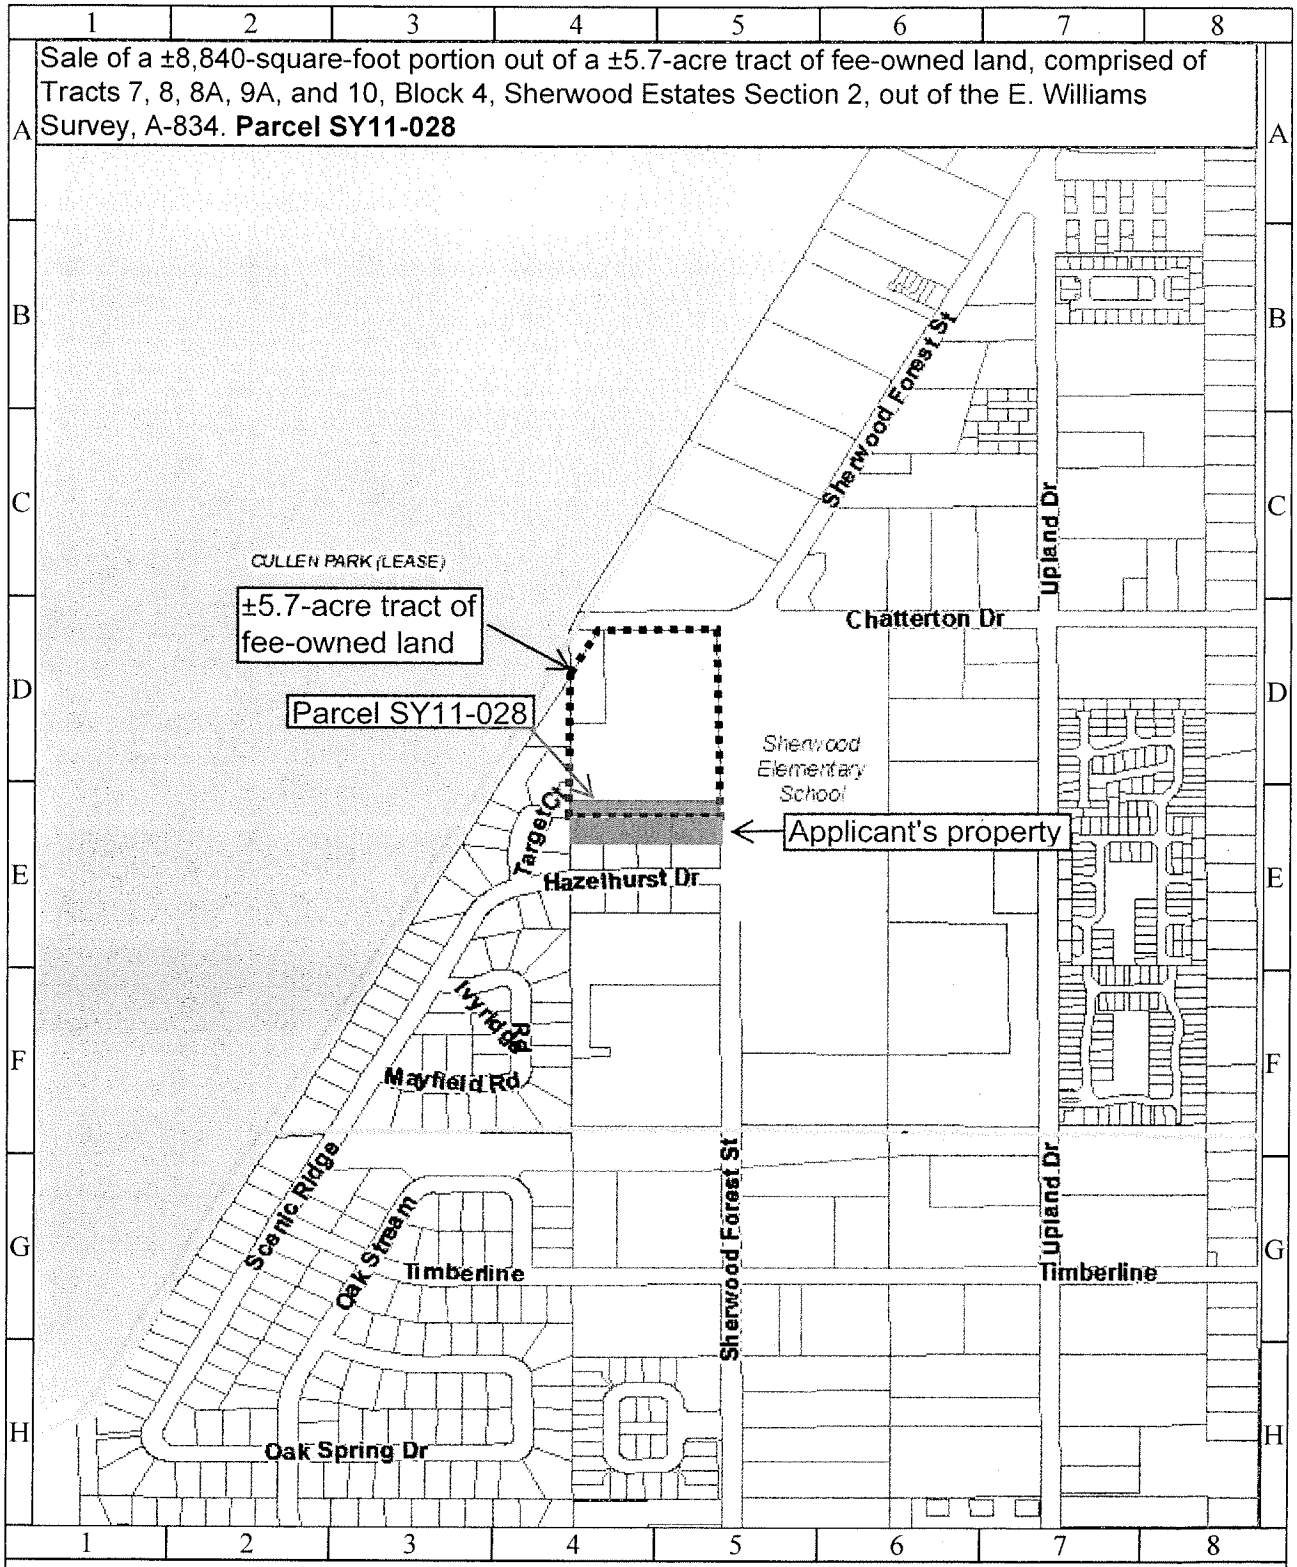 1 2 3 4 5 6 7 8
Sale of a ±8,840-square-foot portion out of a ±5.7-acre tract of fee-owned land, comprised of
Tracts 7, 8, 8A, 9A, and 10, Block 4, Sherwood Estates Section 2, out of the E. Williams
Survey, A-834. Parcel SY11-028
A A
B B
Sherwood Forest St
C C
Upland Dr
CULLEN PARK (LEASE)
±5.7-acre tract of
fee-owned land
Chatterton Dr
D D
Parcel SY11-028
Sherwood
Elementary
School
Target Ct
Applicant's property
E E
Hazelhurst Dr
Ivyridge
Rd
F F
Mayfield Rd
Scenic Ridge
Oak Stream
Sherwood Forest St
Upland Dr
G G
Timberline
Timberline
H H
Oak Spring Dr
1 2 3 4 5 6 7 8